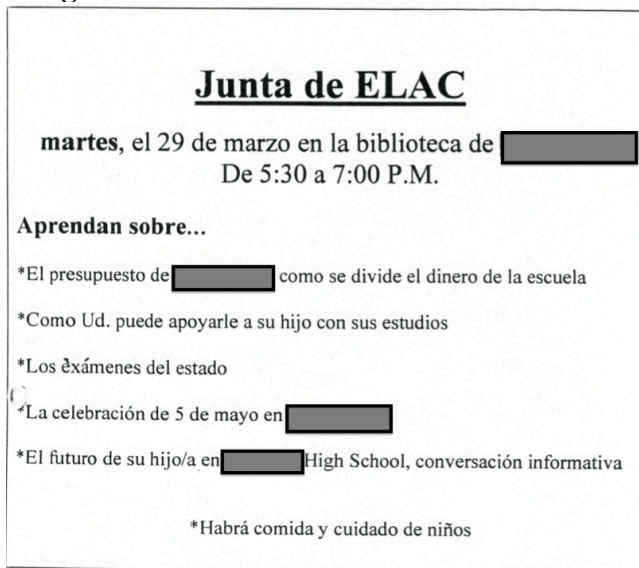 Junta de ELAC
martes, el 29 de marzo en la biblioteca de
De 5:30 a 7:00 P.M.
Aprendan sobre...
*El presupuesto de como se divide el dinero de la escuela
*Como Ud. puede apoyarle a su hijo con sus estudios
*Los exámenes del estado
*La celebración de 5 de mayo en
*El futuro de su hijo/a en High School, conversación informativa
*Habrá comida y cuidado de niños